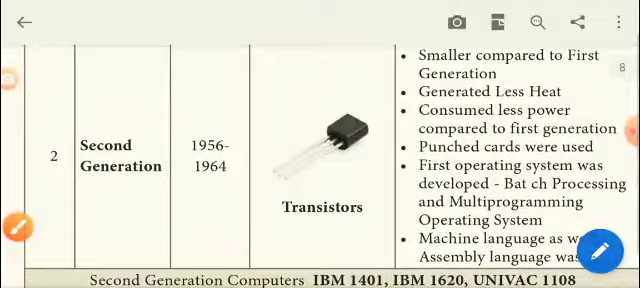 Smaller compared to First
Generation
8
Generated Less Heat
Consumed less power
compared to first generation
2
Second
Generation
1956-
1964
Transistors
Punched cards were used
First operating system was
developed - Bat ch Processing
and Multiprogramming
Operating System
Machine language as
Assembly language was
Second Generation Computers IBM 1401, IBM 1620, UNIVAC 1108